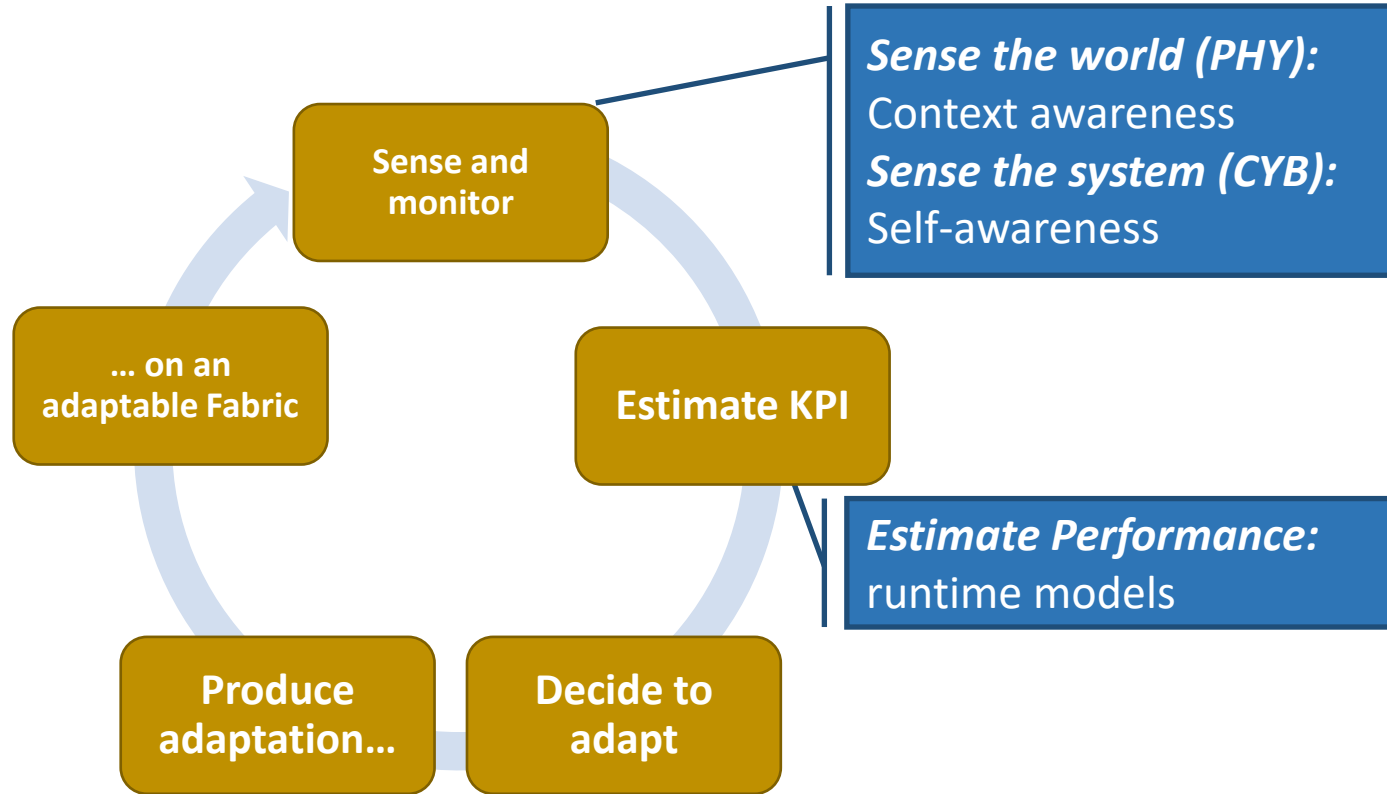 Sense the world (PHY):
Context awareness
Sense the system (CYB):
Self-awareness
Sense and
monitor
… on an
adaptable Fabric
Estimate KPI
Estimate Performance:
runtime models
Produce
adaptation…
Decide to
adapt